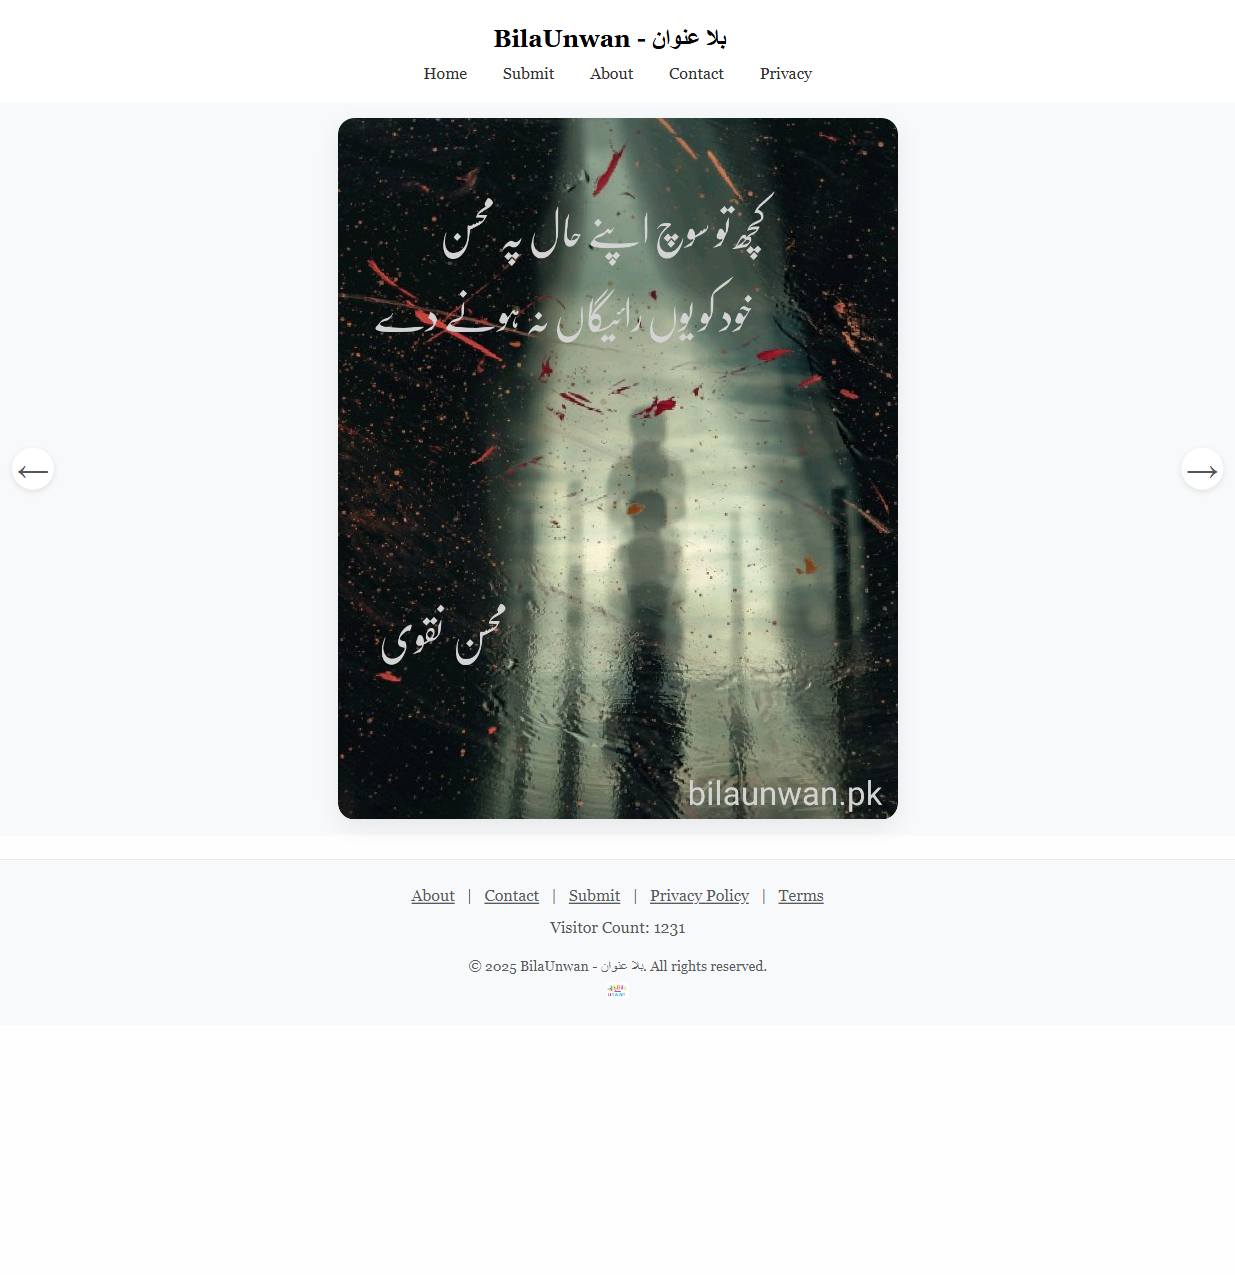 BilaUnwan - بلا عنوان
Home Submit About Contact Privacy
کچھ تو سوچ اپنے حال پہ محسن
خود کو یوں رائیگاں نہ ہونے دے
←
→
محسن نقوی
bilaunwan.pk
About | Contact | Submit | Privacy Policy | Terms
Visitor Count: 1231
© 2025 BilaUnwan - بلا عنوان. All rights reserved.